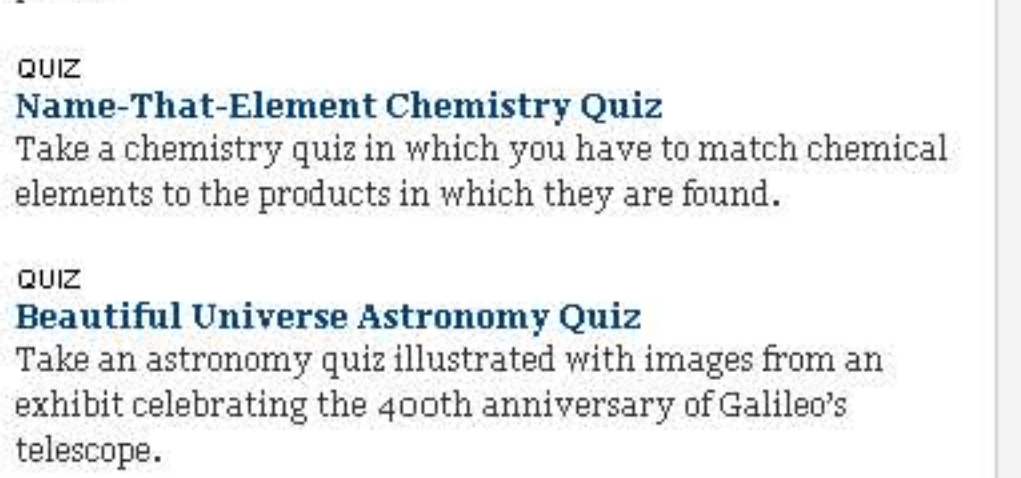 QUIZ
Name-That-Element Chemistry Quiz
Take a chemistry quiz in which you have to match chemical
elements to the products in which they are found.
QUIZ
Beautiful Universe Astronomy Quiz
Take an astronomy quiz illustrated with images from an
exhibit celebrating the 400th anniversary of Galileo’s
telescope.